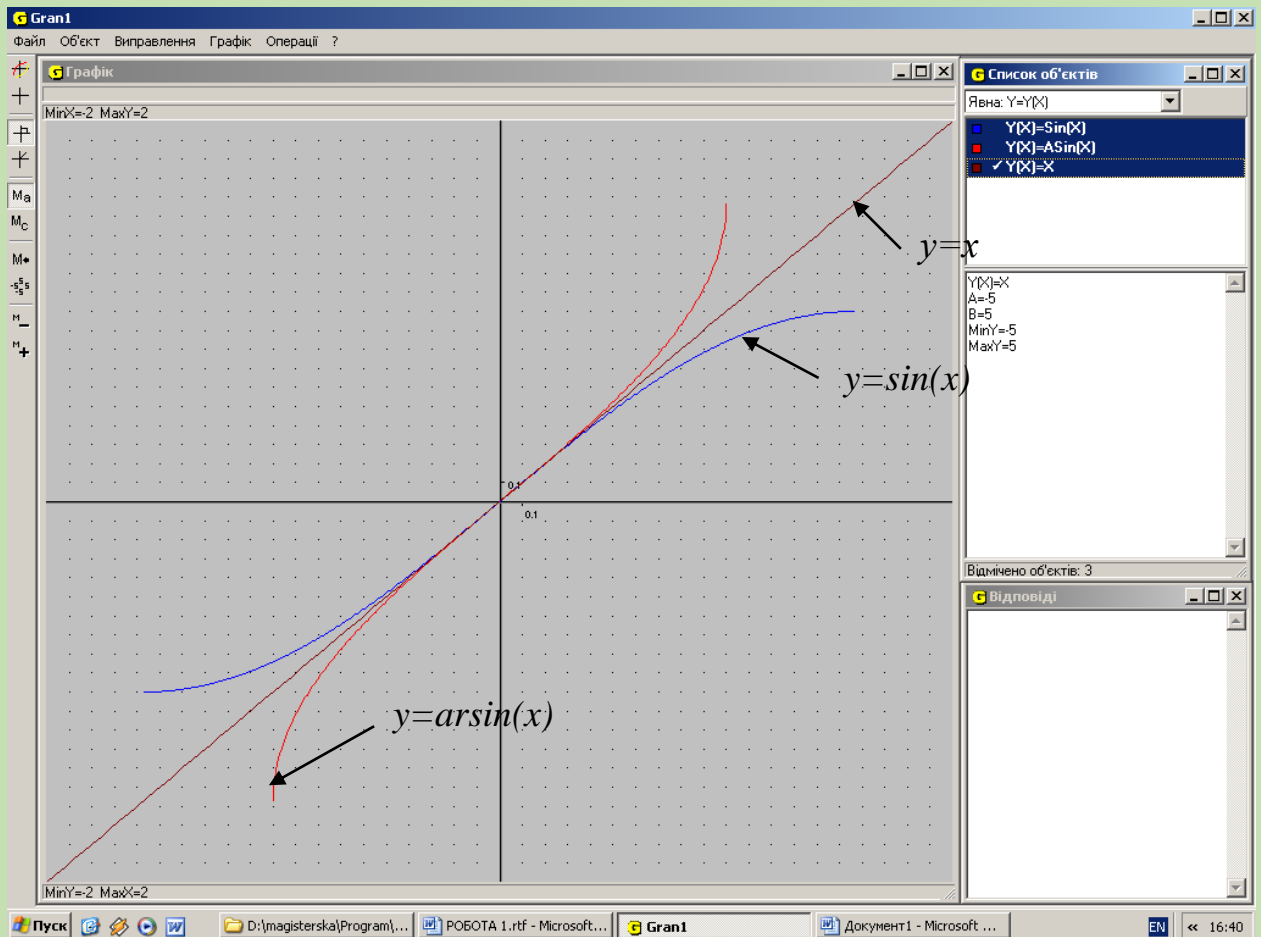 Gran1
Файл Об'єкт Виправлення Графік Операції ?
Графік
MinX=-2 MaxY=2
0.1
0.1
y=x
y=sin(x)
y=arsin(x)
MinY=-2 MaxX=2
Ma
Mc
M
M
M
Список об'єктів
Явна: Y=Y(X)
Y(X)=Sin(X)
Y(X)=ASin(X)
Y(X)=X
Y(X)=X
A=-5
B=5
MinY=-5
MaxY=5
Відмічено об'єктів: 3
Відповіді
Пуск D:\magisterska\Program\... РОБОТА 1.rtf - Microsoft... Gran1 Документ1 - Microsoft ... EN « 16:40